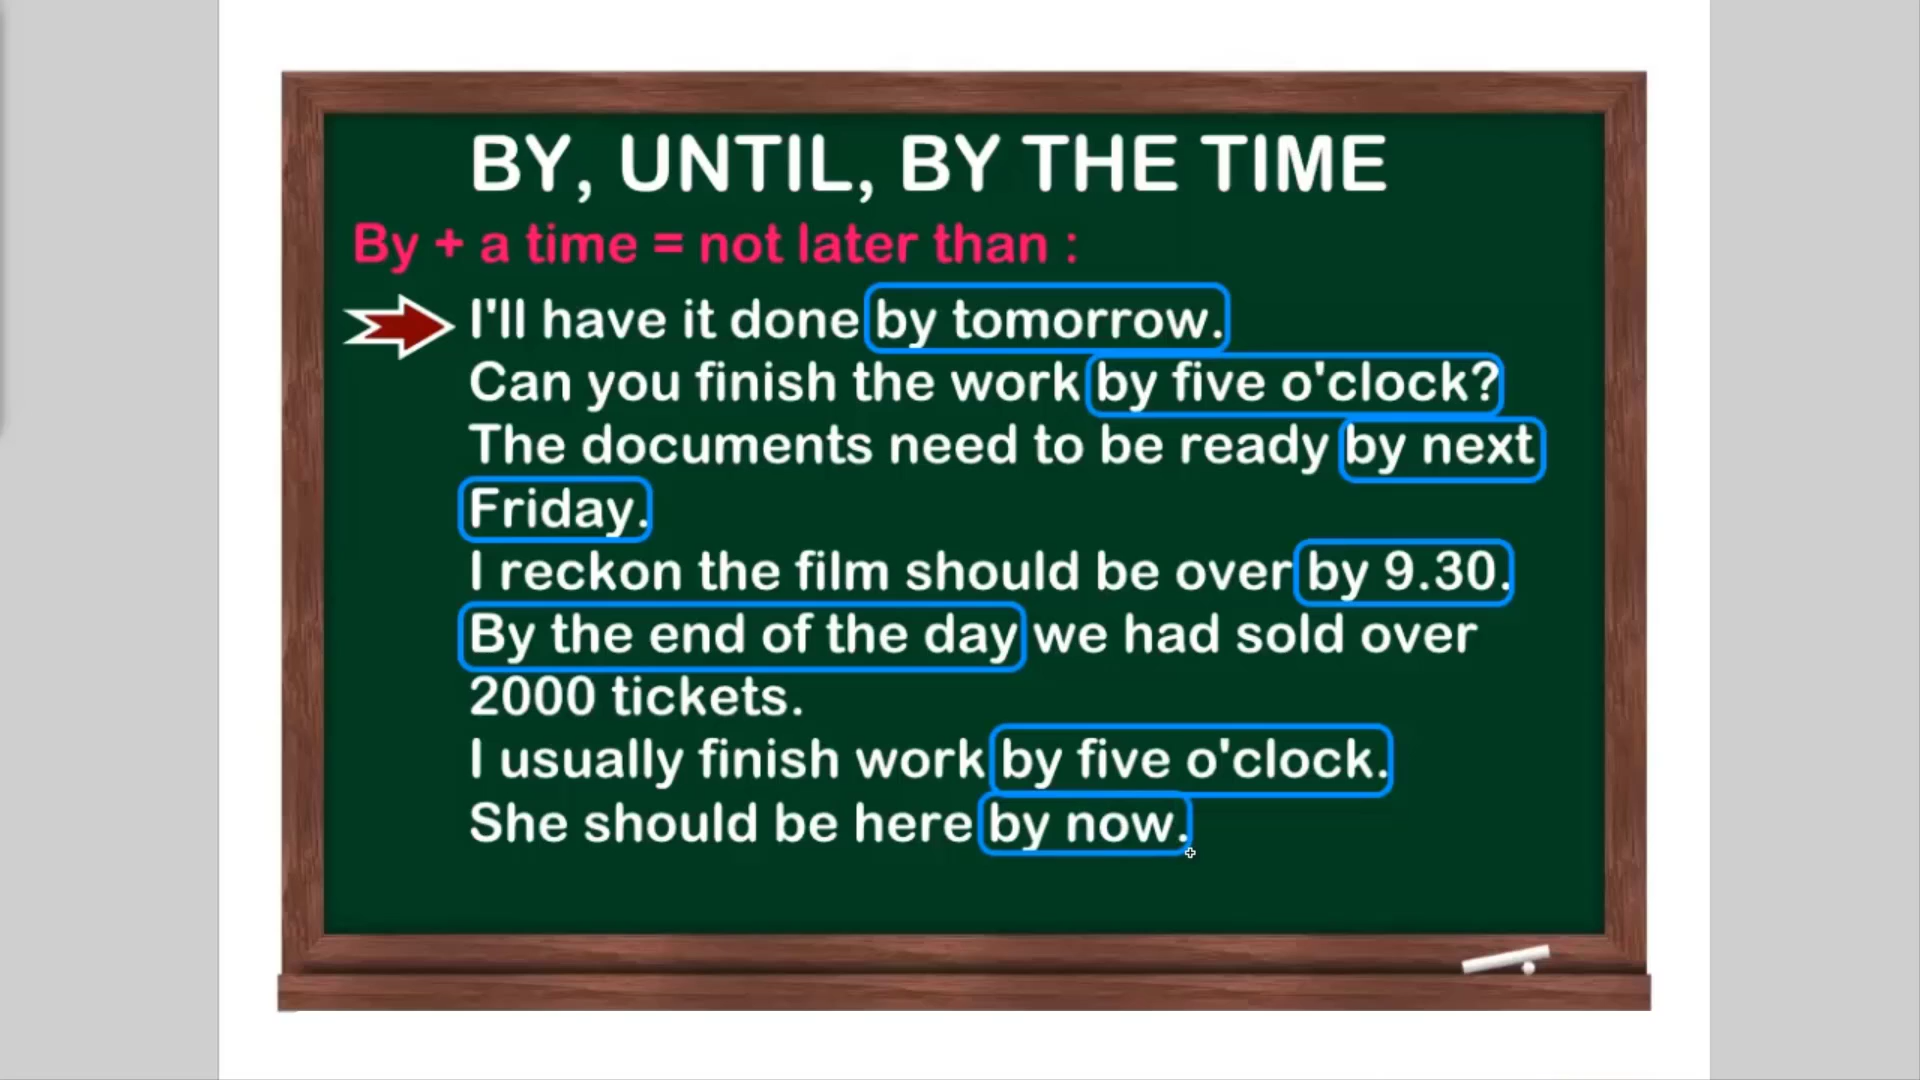 BY, UNTIL, BY THE TIME
By + a time = not later than :
I'll have it done by tomorrow.
Can you finish the work by five o'clock?
The documents need to be ready by next
Friday.
I reckon the film should be over by 9.30.
By the end of the day we had sold over
2000 tickets.
I usually finish work by five o'clock.
She should be here by now.